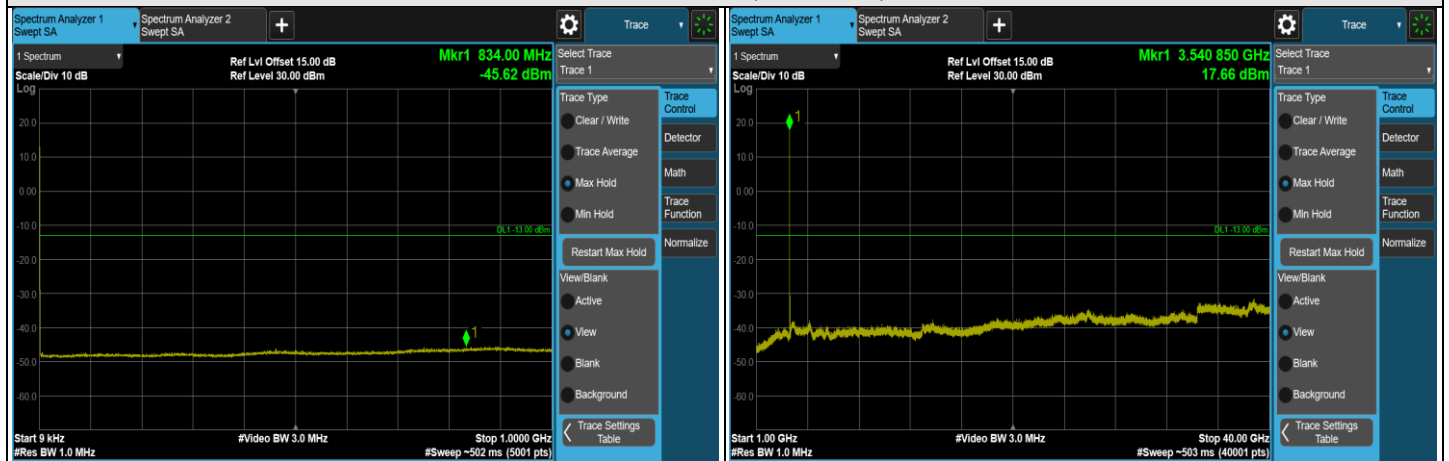 Spectrum Analyzer 1
Swept SA
Spectrum Analyzer 2
Swept SA
Trace
1 Spectrum
Scale/Div 10 dB
Log
Ref Lvl Offset 15.00 dB
Ref Level 30.00 dBm
Mkr1 834.00 MHz
-45.62 dBm
20.0
10.0
0.00
-10.0
-20.0
-30.0
-40.0
-50.0
-60.0
DL1 -13.00 dBm
1
Start 9 kHz
#Res BW 1.0 MHz
#Video BW 3.0 MHz
Stop 1.0000 GHz
#Sweep ~502 ms (5001 pts)
Select Trace
Trace 1
Trace Type
Clear / Write
Trace Average
Max Hold
Min Hold
Restart Max Hold
View/Blank
Active
View
Blank
Background
Trace Settings
Table
Trace
Control
Detector
Math
Trace
Function
Normalize
Spectrum Analyzer 1
Swept SA
Spectrum Analyzer 2
Swept SA
Trace
1 Spectrum
Scale/Div 10 dB
Log
Ref Lvl Offset 15.00 dB
Ref Level 30.00 dBm
Mkr1 3.540 850 GHz
17.66 dBm
20.0
10.0
0.00
-10.0
-20.0
-30.0
-40.0
-50.0
-60.0
DL1 -13.00 dBm
1
Start 1.00 GHz
#Res BW 1.0 MHz
#Video BW 3.0 MHz
Stop 40.00 GHz
#Sweep ~503 ms (40001 pts)
Select Trace
Trace 1
Trace Type
Clear / Write
Trace Average
Max Hold
Min Hold
Restart Max Hold
View/Blank
Active
View
Blank
Background
Trace Settings
Table
Trace
Control
Detector
Math
Trace
Function
Normalize